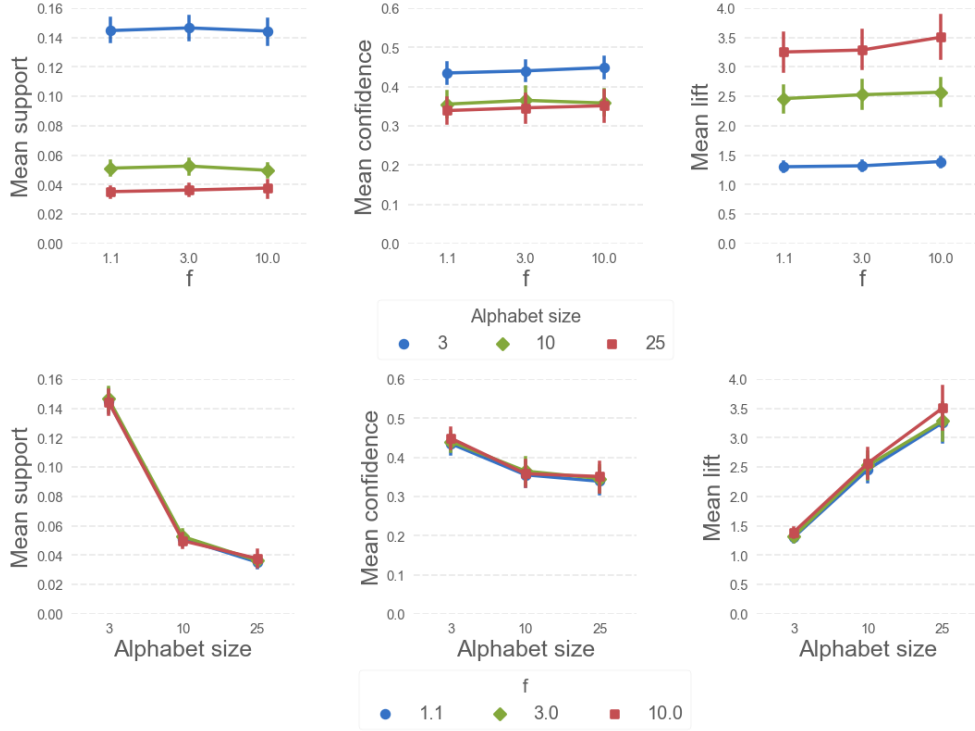 Mean support
0.16
0.14
0.12
0.10
0.08
0.06
0.04
0.02
0.00
1.1 3.0 10.0
f
Mean confidence
0.6
0.5
0.4
0.3
0.2
0.1
0.0
1.1 3.0 10.0
f
Mean lift
4.0
3.5
3.0
2.5
2.0
1.5
1.0
0.5
0.0
1.1 3.0 10.0
f
Alphabet size
3 10 25
Mean support
0.16
0.14
0.12
0.10
0.08
0.06
0.04
0.02
0.00
3 10 25
Alphabet size
Mean confidence
0.6
0.5
0.4
0.3
0.2
0.1
0.0
3 10 25
Alphabet size
Mean lift
4.0
3.5
3.0
2.5
2.0
1.5
1.0
0.5
0.0
3 10 25
Alphabet size
f
1.1 3.0 10.0